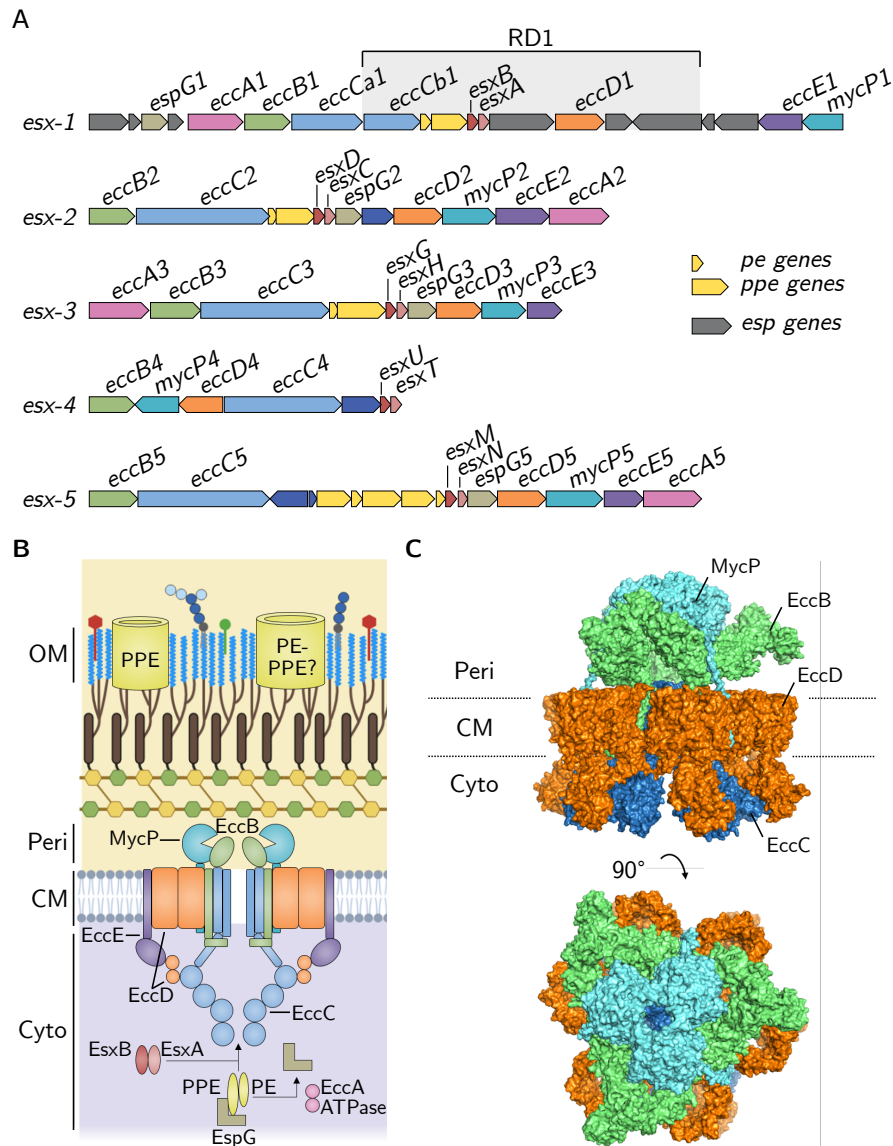 A
RD1
espG1 eccA1 eccB1 eccCa1 eccCb1 esxB esxA eccD1 eccE1 mycP1
esx-1
eccB2 eccC2 esxD esxC espG2 eccD2 mycP2 eccE2 eccA2
esx-2
eccA3 eccB3 eccC3 esxG esxH espG3 eccD3 mycP3 eccE3
esx-3
pe genes
ppe genes
esp genes
eccB4 mycP4 eccD4 eccC4 esxU esxT
esx-4
eccB5 eccC5 esxM esxN espG5 eccD5 mycP5 eccE5 eccA5
esx-5
B
OM
PPE
PE-
PPE?
Peri
MycP
EccB
CM
EccE
EccD
EccC
Cyto
EsxB
EsxA
PPE
PE
EspG
EccA
ATPase
C
MycP
EccB
Peri
EccD
CM
Cyto
EccC
90°